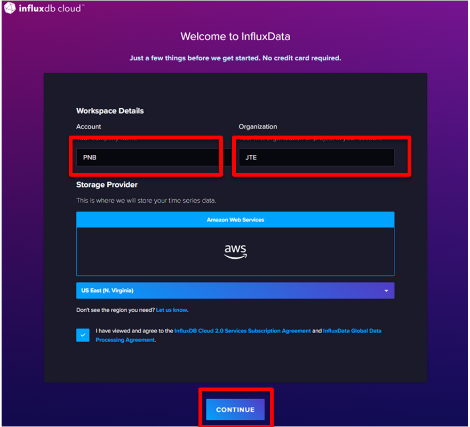 influxdb cloud™
Welcome to InfluxData
Just a few things before we get started. No credit card required.
Workspace Details
Account
Organization
PNB
JTE
Storage Provider
This is where we will store your time series data.
Amazon Web Services
aws
US East (N. Virginia)
Don't see the region you need? Let us know.
I have viewed and agree to the InfluxDB Cloud 2.0 Services Subscription Agreement and InfluxData Global Data
Processing Agreement.
CONTINUE